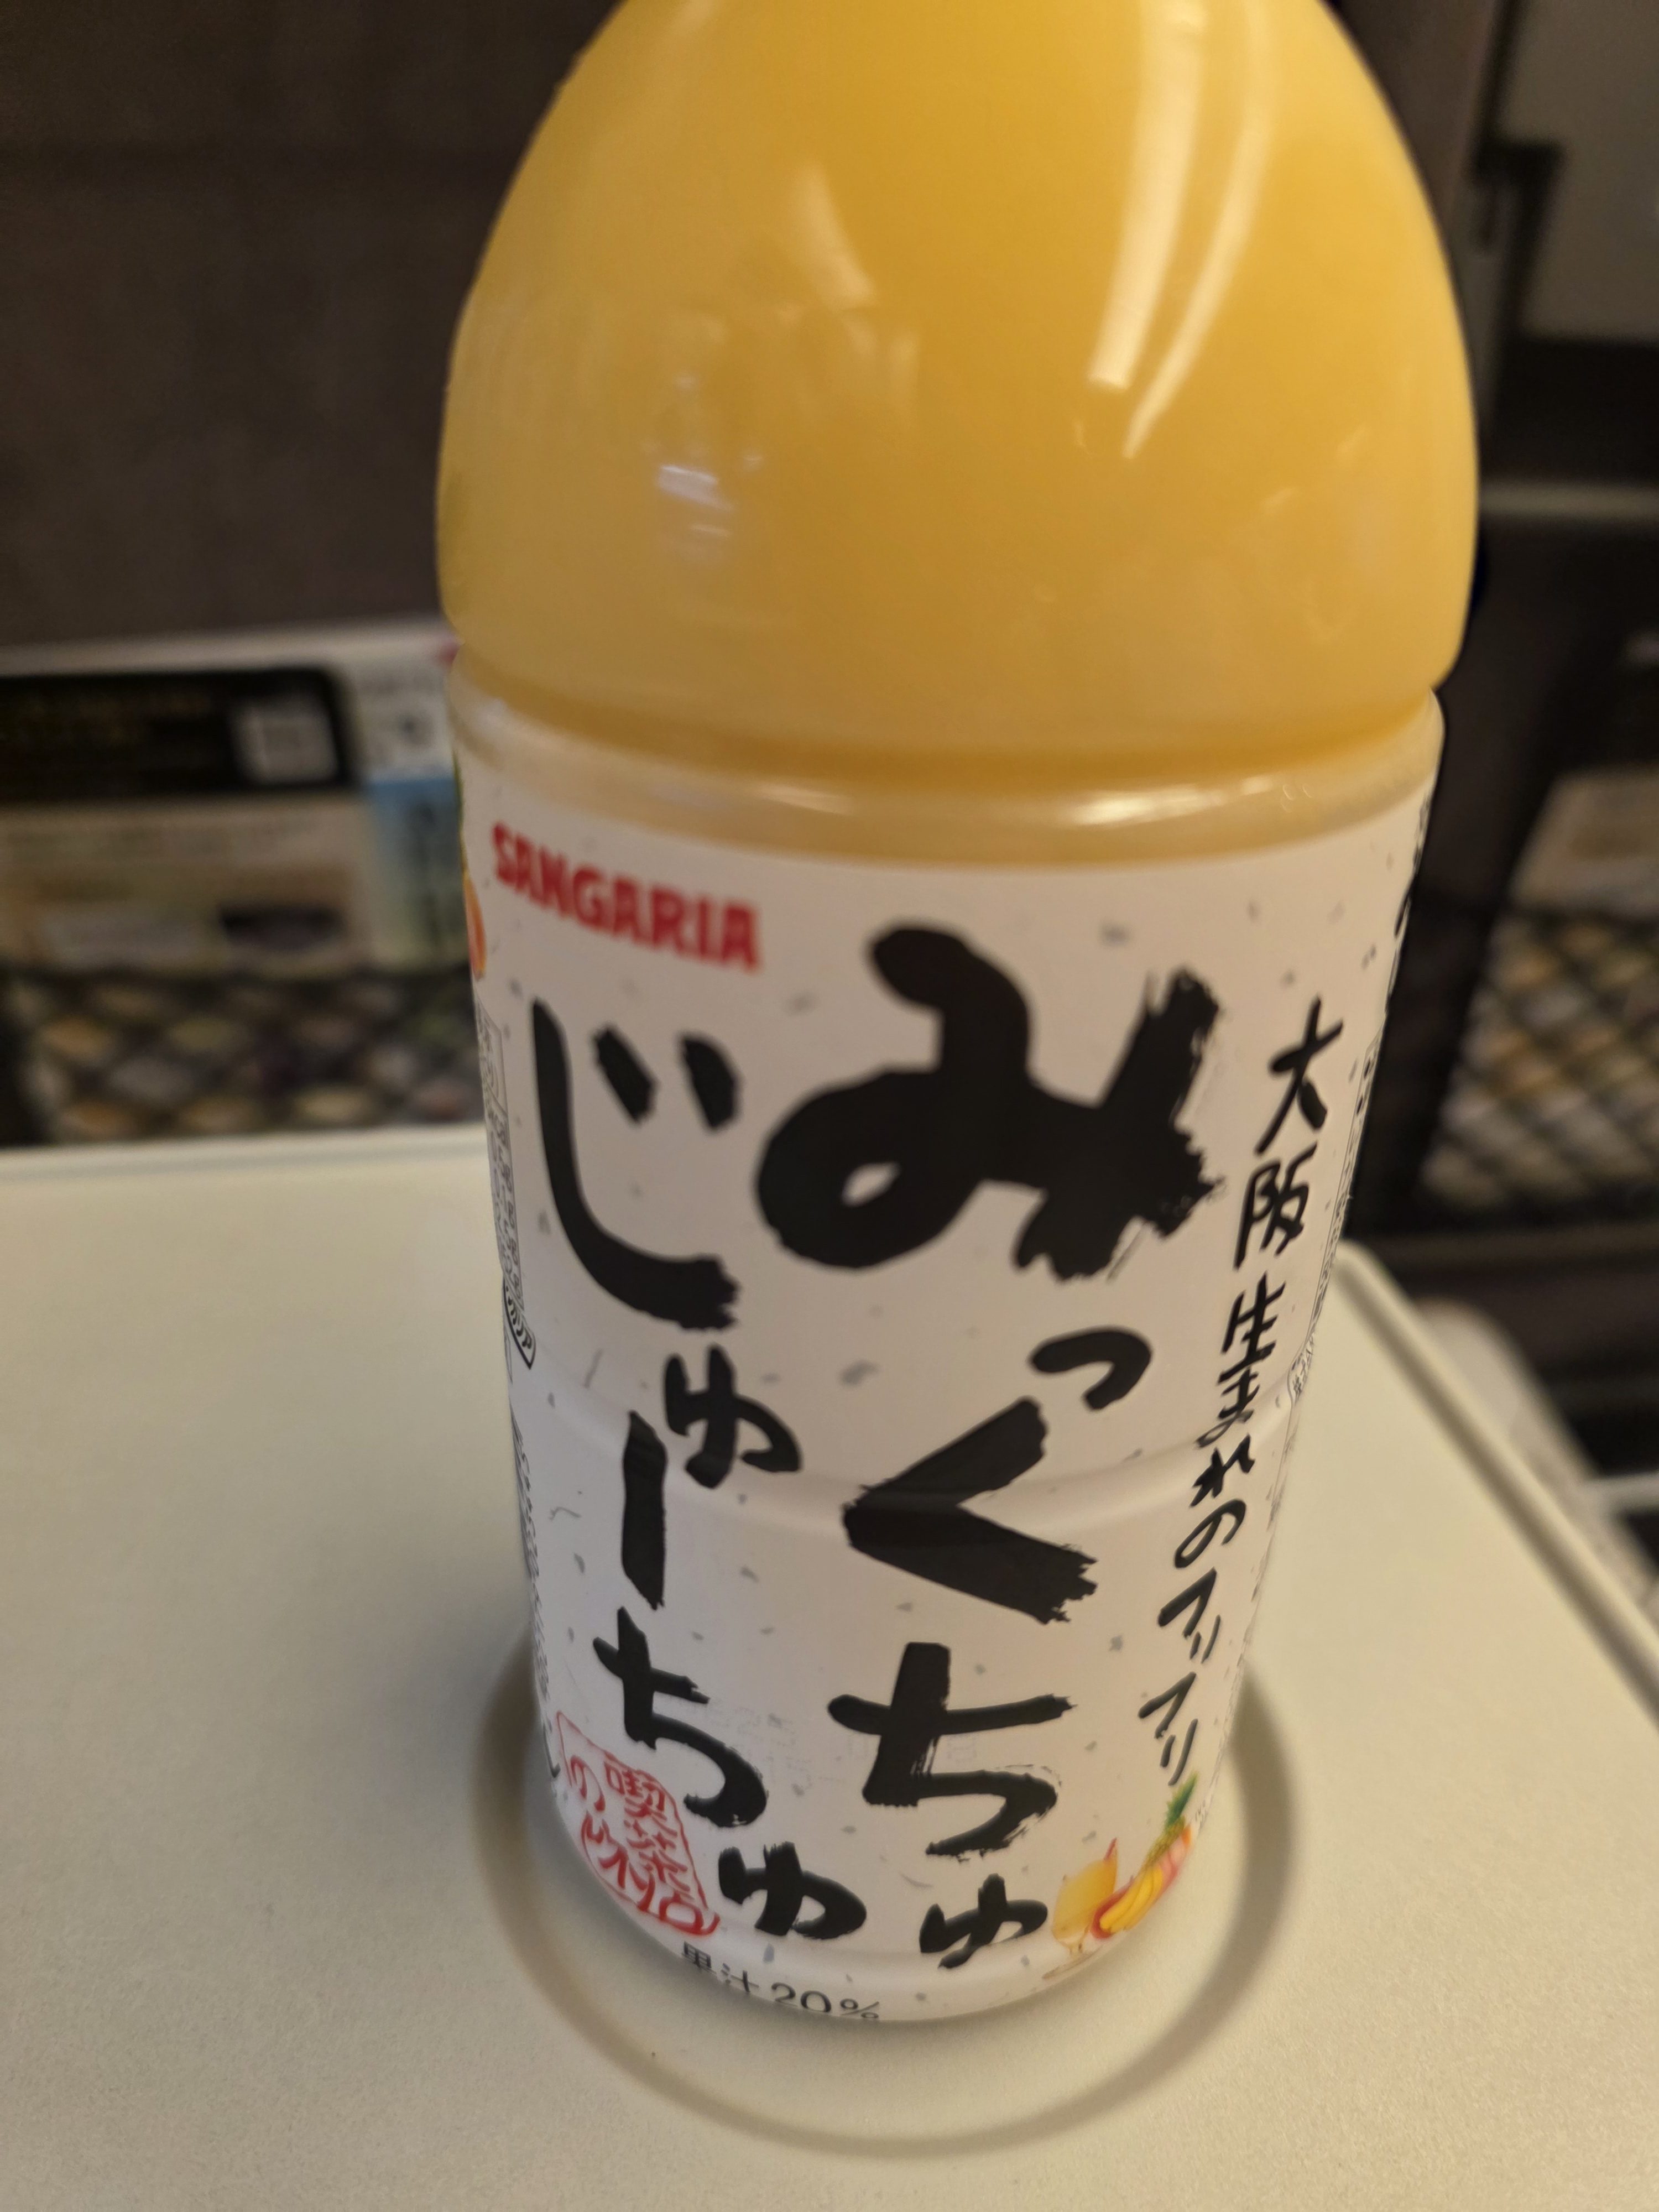 SANGARIA
大阪生まれのフリフリ
みっくちゅ
じゅーちゅ
喫茶店
の味
果汁20%